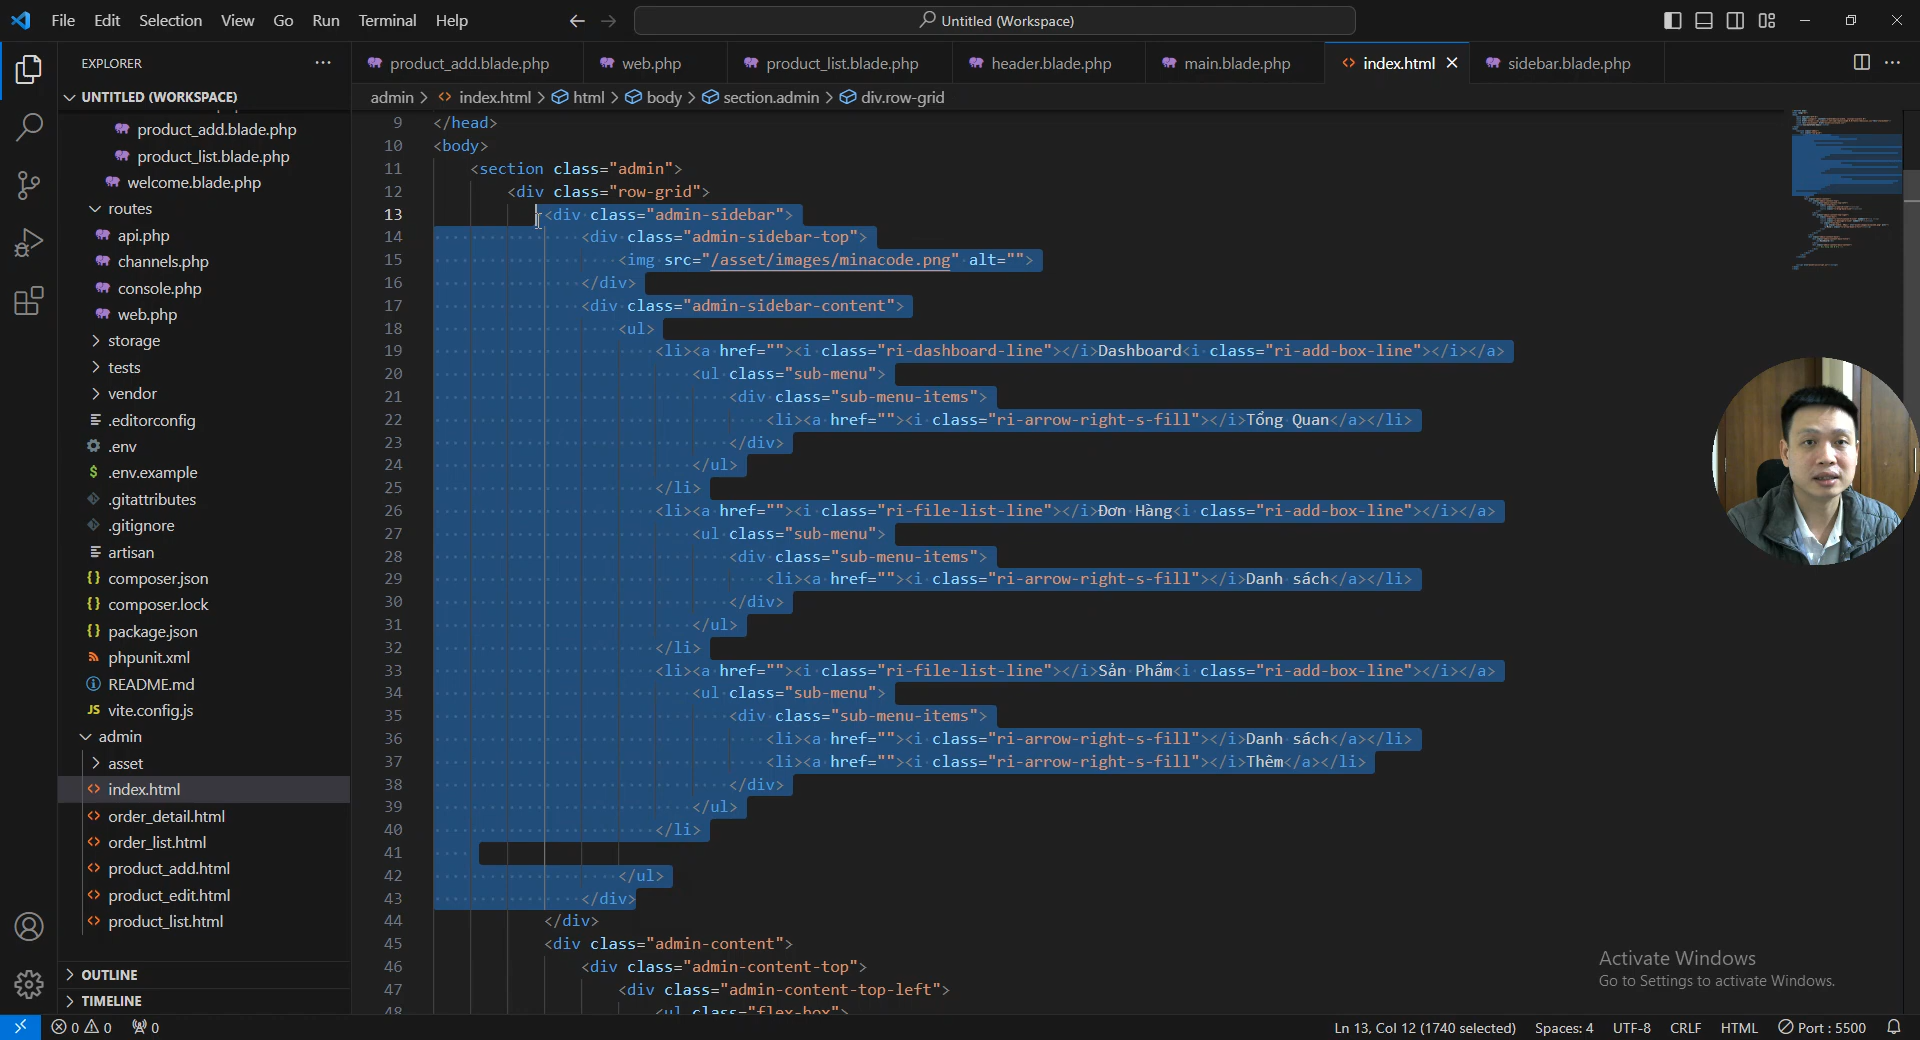 File Edit Selection View Go Run Terminal Help
Untitled (Workspace)
EXPLORER
product_add.blade.php web.php product_list.blade.php header.blade.php main.blade.php index.html sidebar.blade.php
UNTITLED (WORKSPACE)
admin > index.html > html > body > section.admin > div.row-grid
product_add.blade.php
product_list.blade.php
welcome.blade.php
routes
api.php
channels.php
console.php
web.php
storage
tests
vendor
.editorconfig
.env
.env.example
.gitattributes
.gitignore
artisan
composer.json
composer.lock
package.json
phpunit.xml
README.md
vite.config.js
admin
asset
index.html
order_detail.html
order_list.html
product_add.html
product_edit.html
product_list.html
OUTLINE
TIMELINE
9 </head>
10 <body>
11 <section class="admin">
12 <div class="row-grid">
13 <div class="admin-sidebar">
14 <div class="admin-sidebar-top">
15 <img src="/asset/images/minacode.png" alt="">
16 </div>
17 <div class="admin-sidebar-content">
18 <ul>
19 <li><a href=""><i class="ri-dashboard-line"></i>Dashboard<i class="ri-add-box-line"></i></a>
20 <ul class="sub-menu">
21 <div class="sub-menu-items">
22 <li><a href=""><i class="ri-arrow-right-s-fill"></i>Tổng Quan</a></li>
23 </div>
24 </ul>
25 </li>
26 <li><a href=""><i class="ri-file-list-line"></i>Đơn Hàng<i class="ri-add-box-line"></i></a>
27 <ul class="sub-menu">
28 <div class="sub-menu-items">
29 <li><a href=""><i class="ri-arrow-right-s-fill"></i>Danh sách</a></li>
30 </div>
31 </ul>
32 </li>
33 <li><a href=""><i class="ri-file-list-line"></i>Sản Phẩm<i class="ri-add-box-line"></i></a>
34 <ul class="sub-menu">
35 <div class="sub-menu-items">
36 <li><a href=""><i class="ri-arrow-right-s-fill"></i>Danh sách</a></li>
37 <li><a href=""><i class="ri-arrow-right-s-fill"></i>Thêm</a></li>
38 </div>
39 </ul>
40 </li>
41
42 </ul>
43 </div>
44 </div>
45 <div class="admin-content">
46 <div class="admin-content-top">
47 <div class="admin-content-top-left">
48 <ul class="flex-box">
Activate Windows
Go to Settings to activate Windows.
0 0 0
Ln 13, Col 12 (1740 selected) Spaces: 4 UTF-8 CRLF HTML Port : 5500